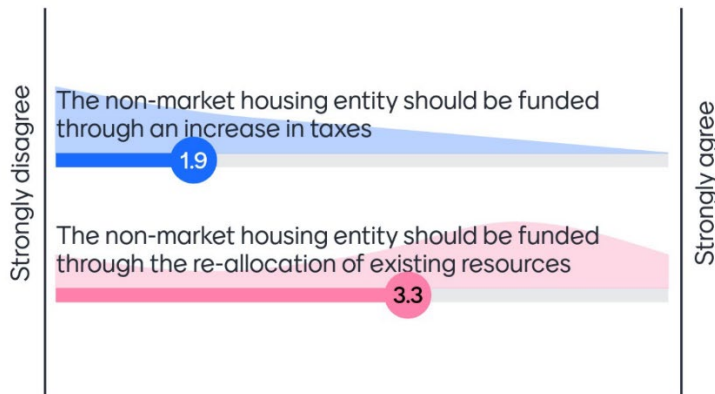 Strongly disagree
The non-market housing entity should be funded
through an increase in taxes
1.9
The non-market housing entity should be funded
through the re-allocation of existing resources
3.3
Strongly agree